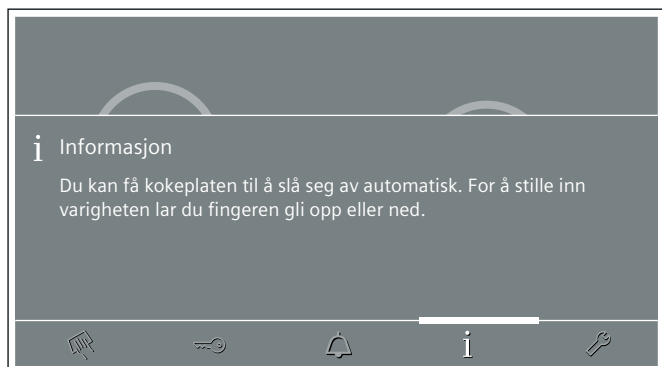 i Informasjon
Du kan få kokeplaten til å slå seg av automatisk. For å stille inn
varigheten lar du fingeren gli opp eller ned.
i